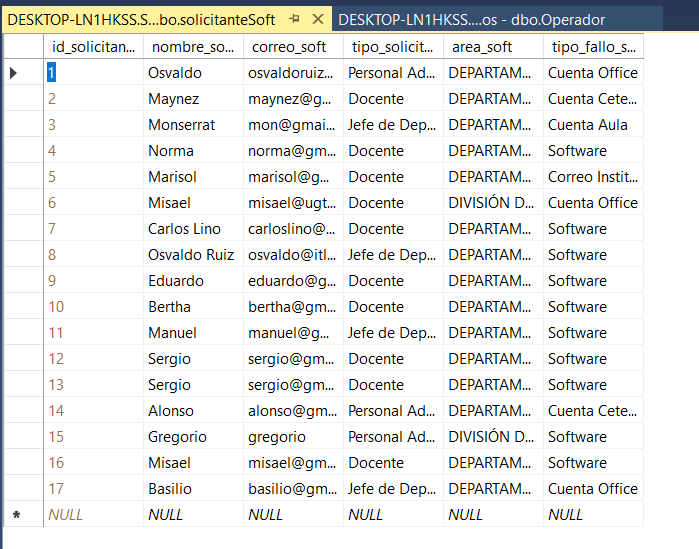 DESKTOP-LN1HKSS.S...bo.solicitanteSoft DESKTOP-LN1HKSS....os - dbo.Operador
id_solicitan... nombre_so... correo_soft tipo_solicit... area_soft tipo_fallo_s...
1 Osvaldo osvaldoruiz... Personal Ad... DEPARTAM... Cuenta Office
2 Maynez maynez@g... Docente DEPARTAM... Cuenta Cete...
3 Monserrat mon@gmai... Jefe de Dep... DEPARTAM... Cuenta Aula
4 Norma norma@gm... Docente DEPARTAM... Software
5 Marisol marisol@g... Docente DEPARTAM... Correo Instit...
6 Misael misael@ugt... Docente DIVISIÓN D... Cuenta Office
7 Carlos Lino carloslino@... Docente DEPARTAM... Software
8 Osvaldo Ruiz osvaldo@itl... Jefe de Dep... DEPARTAM... Software
9 Eduardo eduardo@g... Docente DEPARTAM... Software
10 Bertha bertha@gm... Docente DEPARTAM... Software
11 Manuel manuel@g... Jefe de Dep... DEPARTAM... Software
12 Sergio sergio@gm... Docente DEPARTAM... Software
13 Sergio sergio@gm... Docente DEPARTAM... Software
14 Alonso alonso@gm... Personal Ad... DEPARTAM... Cuenta Cete...
15 Gregorio gregorio Personal Ad... DIVISIÓN D... Software
16 Misael misael@gm... Docente DEPARTAM... Software
17 Basilio basilio@gm... Jefe de Dep... DEPARTAM... Cuenta Office
NULL NULL NULL NULL NULL NULL